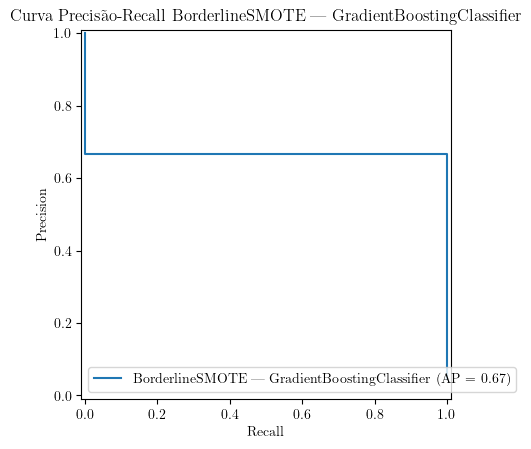 Curva Precisão-Recall BorderlineSMOTE — GradientBoostingClassifier
1.0
0.8
0.6
0.4
0.2
0.0
Precision
BorderlineSMOTE — GradientBoostingClassifier (AP = 0.67)
0.0 0.2 0.4 0.6 0.8 1.0
Recall